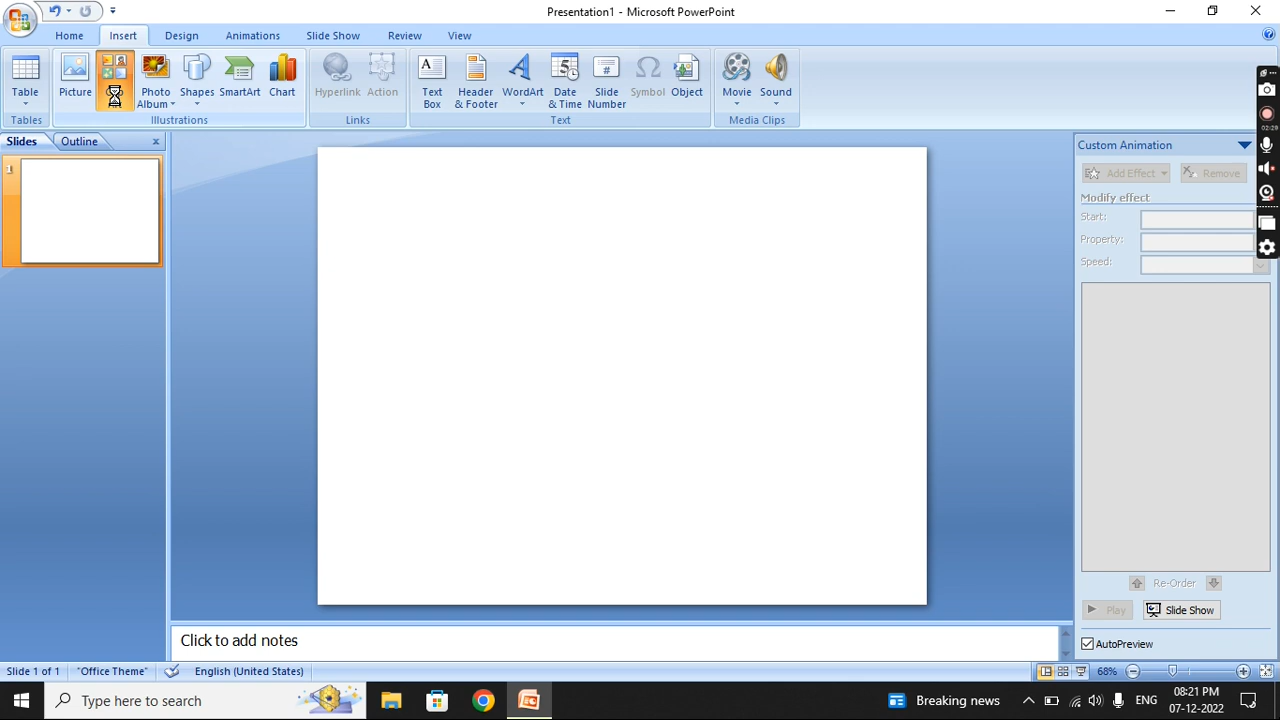 Presentation1 - Microsoft PowerPoint
Home Insert Design Animations Slide Show Review View
Table Picture Photo Album Shapes SmartArt Chart Hyperlink Action Text Box Header & Footer WordArt Date & Time Slide Number Symbol Object Movie Sound
Tables Illustrations Links Text Media Clips
Slides Outline
Custom Animation
02:29
1
Add Effect Remove
Modify effect
Start:
Property:
Speed:
Re-Order
Play Slide Show
AutoPreview
Click to add notes
Slide 1 of 1 "Office Theme" English (United States) 68%
Type here to search Breaking news ENG 08:21 PM
07-12-2022